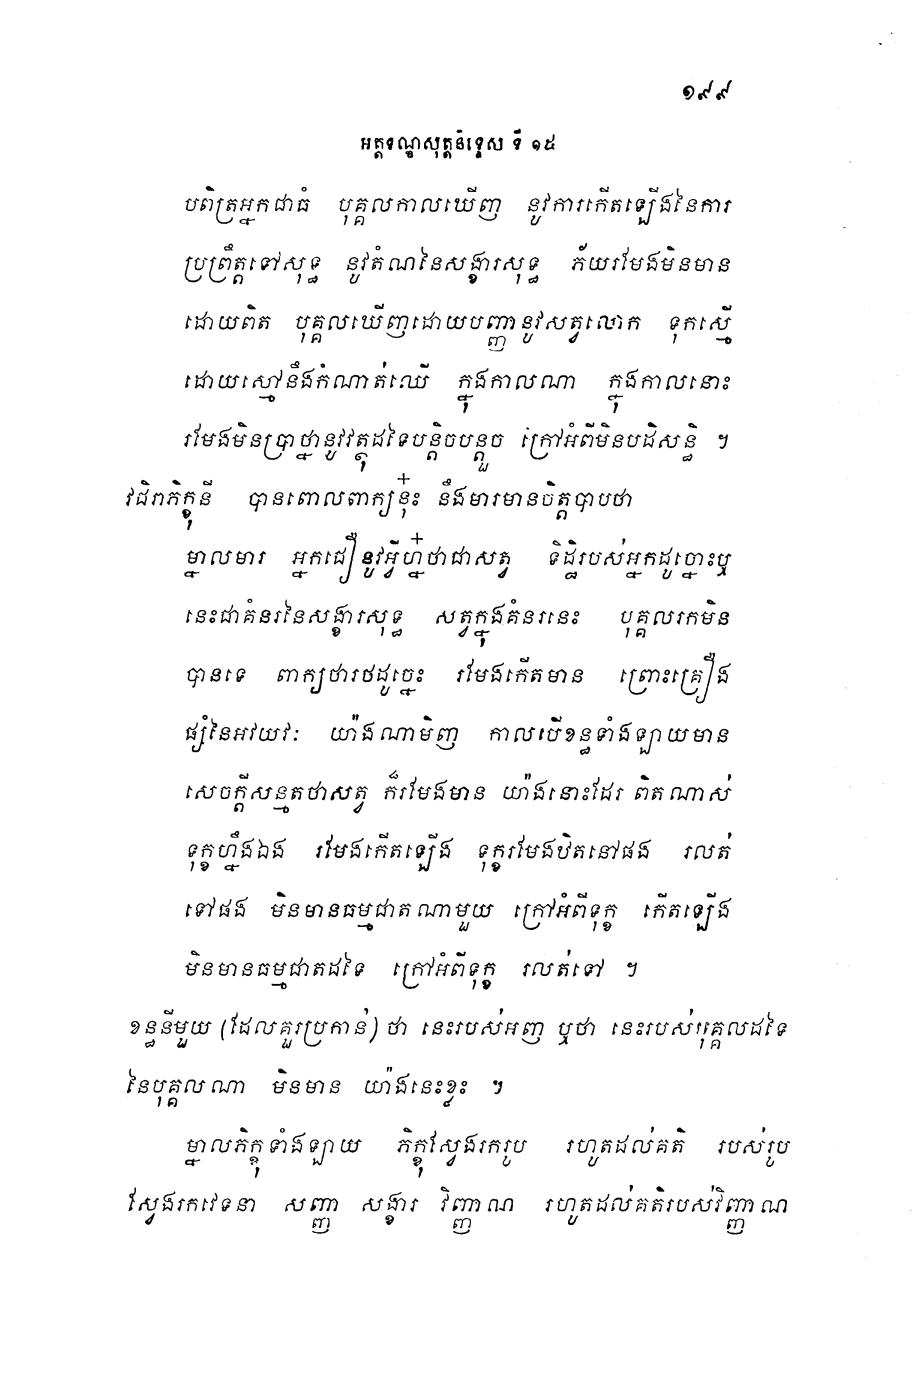 ១៩៩
អត្តទណ្ឌសុត្តនិទ្ទេស ទី ១៥
បពិត្រអ្នកជាធំ បុគ្គលកាលឃើញ នូវការកើតឡើងនៃការ
ប្រព្រឹត្តទៅសុទ្ធ នូវតំណនៃសង្ខារសុទ្ធ ភ័យរមែងមិនមាន
ដោយពិត បុគ្គលឃើញដោយបញ្ញានូវសត្វលោក ទុកស្មើ
ដោយស្មៅនឹងកំណាត់ឈើ ក្នុងកាលណា ក្នុងកាលនោះ
រមែងមិនប្រាថ្នានូវវត្ថុដទៃបន្តិចបន្តួច ក្រៅអំពីមិនបដិសន្ធិ ។
វជិរាភិក្ខុនី បានពោលពាក្យនុ៎ះ នឹងមារមានចិត្តបាបថា
ម្នាលមារ អ្នកជឿនូវអ្វីហ្ន៎ថាជាសត្វ ទិដ្ឋិរបស់អ្នកដូច្នោះឬ
នេះជាគំនរនៃសង្ខារសុទ្ធ សត្វក្នុងគំនរនេះ បុគ្គលរកមិន
បានទេ ពាក្យថារថដូច្នេះ រមែងកើតមាន ព្រោះគ្រឿង
ផ្សំនៃអវយវៈ យ៉ាងណាមិញ កាលបើខន្ធទាំងឡាយមាន
សេចក្តីសន្មតថាសត្វ ក៏រមែងមាន យ៉ាងនោះដែរ ពិតណាស់
ទុក្ខហ្នឹងឯង រមែងកើតឡើង ទុក្ខរមែងឋិតនៅផង រលត់
ទៅផង មិនមានធម្មជាតណាមួយ ក្រៅអំពីទុក្ខ កើតឡើង
មិនមានធម្មជាតដទៃ ក្រៅអំពីទុក្ខ រលត់ទៅ ។
ខន្ធនីមួយ (ដែលគួរប្រកាន់) ថា នេះរបស់អញ ឬថា នេះរបស់បុគ្គលដទៃ
នៃបុគ្គលណា មិនមាន យ៉ាងនេះខ្លះ ។
ម្នាលភិក្ខុទាំងឡាយ ភិក្ខុស្វែងរករូប រហូតដល់គតិ របស់រូប
ស្វែងរកវេទនា សញ្ញា សង្ខារ វិញ្ញាណ រហូតដល់គតិរបស់វិញ្ញាណ